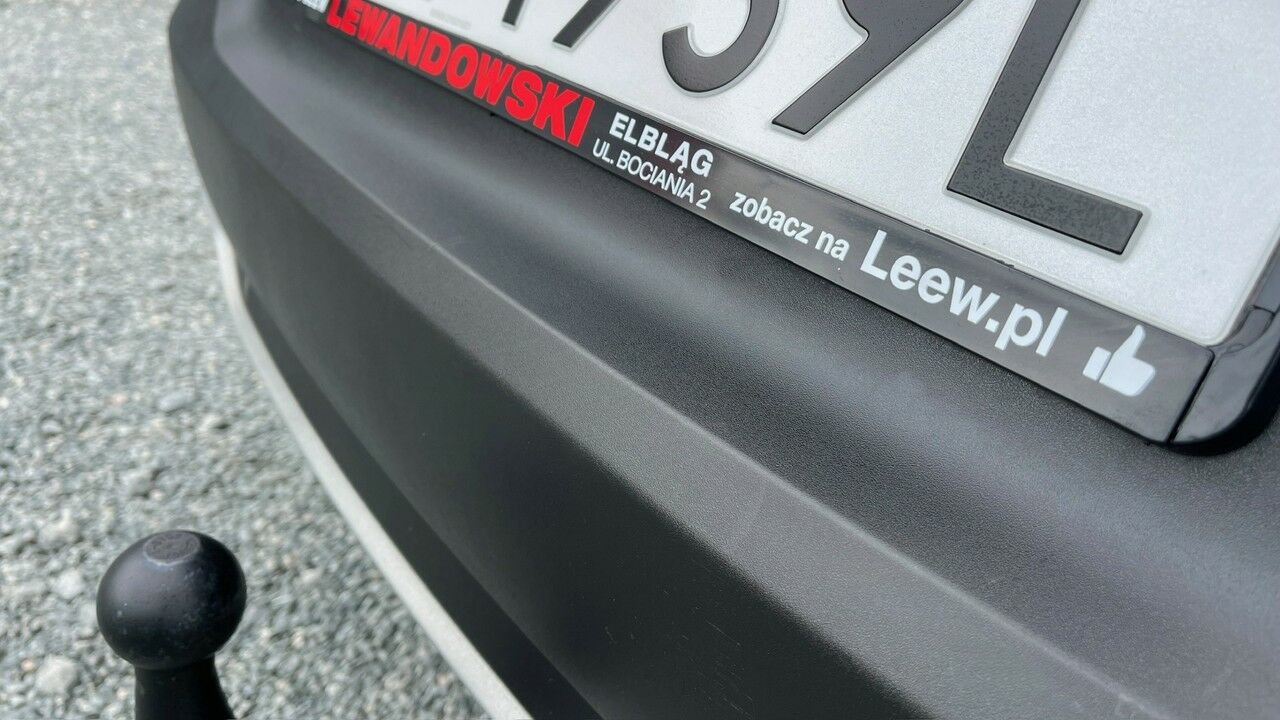 LEWANDOWSKI
ELBLĄG
UL. BOCIANIA 2
zobacz na Leew.pl